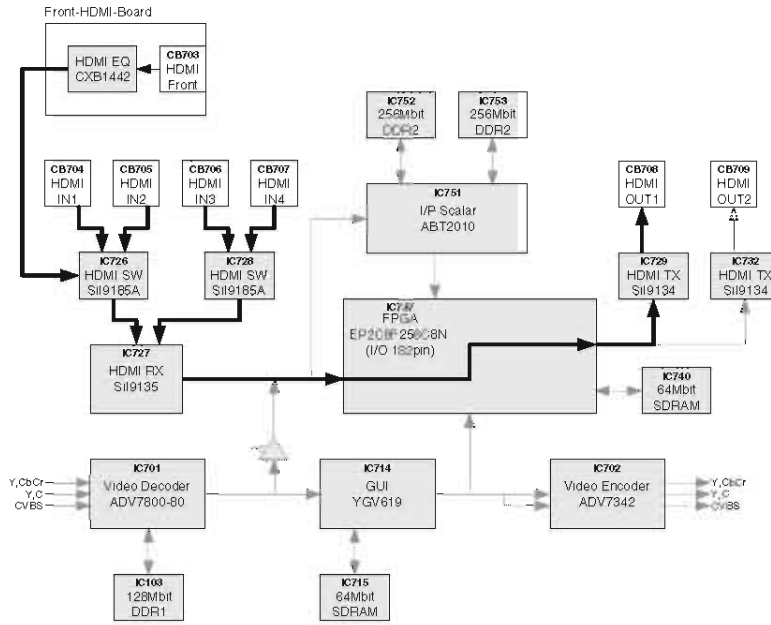 Front-HDMI-Board
HDMI EQ
CXB1442
CB703
HDMI
Front
IC752
256Mbit
DDR2
IC753
256Mbit
DDR2
CB704
HDMI
IN1
CB705
HDMI
IN2
CB706
HDMI
IN3
CB707
HDMI
IN4
IC751
I/P Scalar
ABT2010
CB708
HDMI
OUT1
CB709
HDMI
OUT2
IC726
HDMI SW
SiI9185A
IC728
HDMI SW
SiI9185A
IC729
HDMI TX
SiI9134
IC732
HDMI TX
SiI9134
FPGA
(I/O 182pin)
IC727
HDMI RX
SiI9135
IC740
64Mbit
SDRAM
Y,CbCr
Y,C
CVBS
IC701
Video Decoder
ADV7800-80
IC714
GUI
YGV619
IC702
Video Encoder
ADV7342
Y,CbCr
Y,C
CVBS
IC103
128Mbit
DDR1
IC715
64Mbit
SDRAM